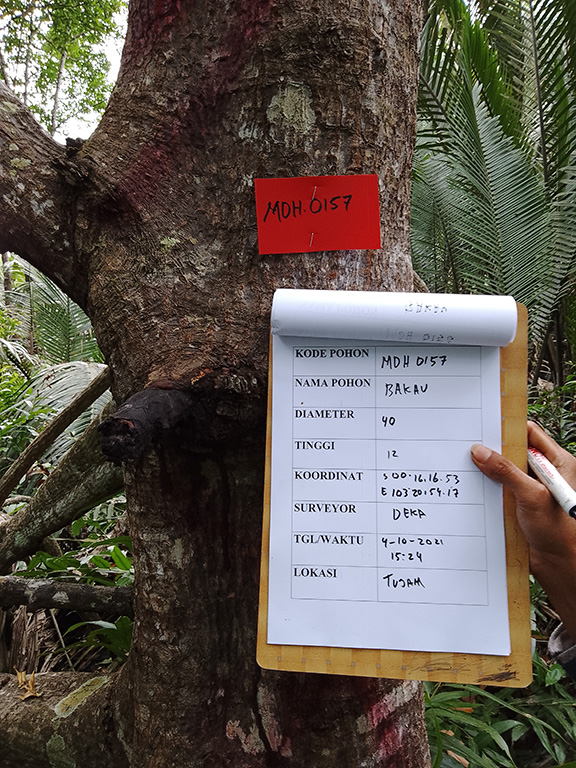 MDH.0157
KODE POHON MDH 0157
NAMA POHON BAKAU
DIAMETER 40
TINGGI 12
KOORDINAT S 00.16.16.53
E 103°20.54.17
SURVEYOR DEKA
TGL/WAKTU 4-10-2021
15:24
LOKASI TUJAM